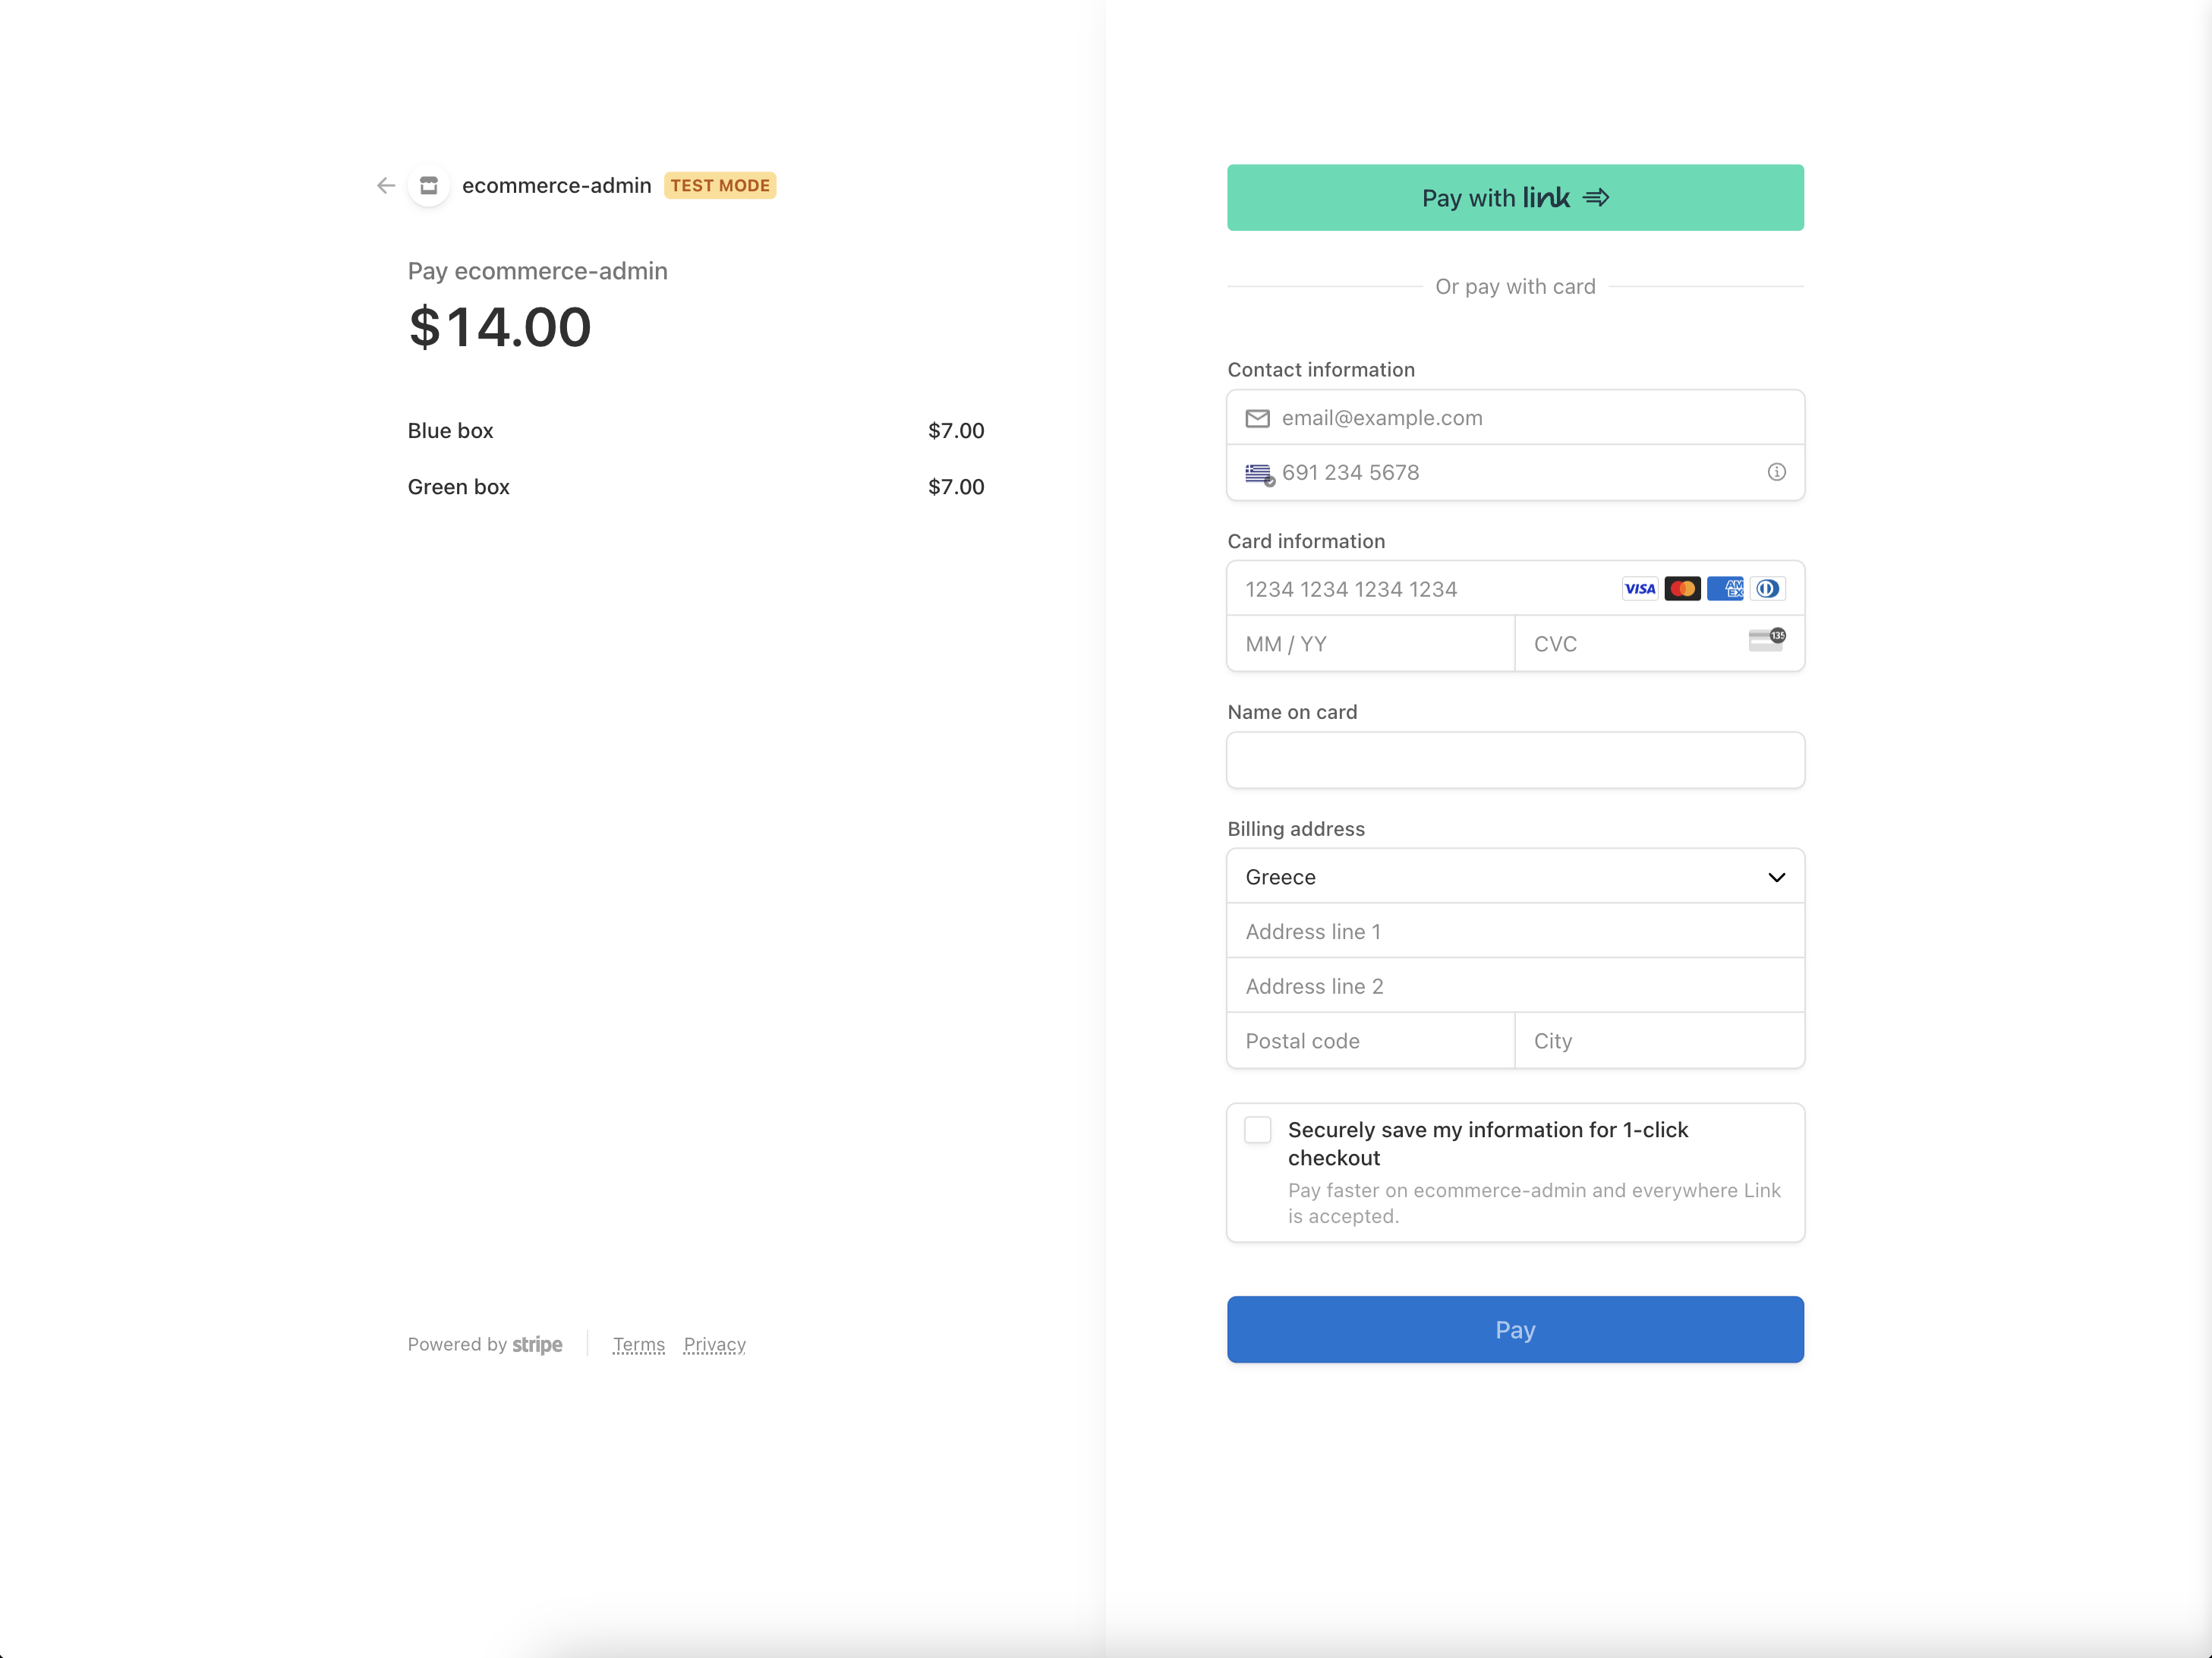 ecommerce-admin TEST MODE
Pay ecommerce-admin
$14.00
Blue box $7.00
Green box $7.00
Powered by stripe Terms Privacy
Pay with link
Or pay with card
Contact information
email@example.com
691 234 5678
Card information
1234 1234 1234 1234 VISA AM EX
MM / YY CVC 135
Name on card
Billing address
Greece
Address line 1
Address line 2
Postal code City
Securely save my information for 1-click
checkout
Pay faster on ecommerce-admin and everywhere Link
is accepted.
Pay